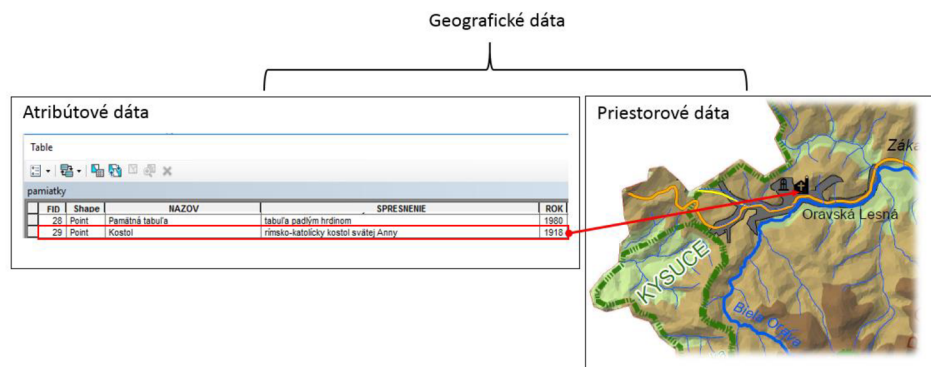 Geografické dáta
Atribútové dáta
Table
pamiatky
FID Shape NAZOV SPRESNENIE ROK
28 Point Pamätná tabuľa tabuľa padlým hrdinom 1980
29 Point Kostol rímsko-katolícky kostol svätej Anny 1918
Priestorové dáta
Záka
Oravská Lesná
KYSUCE
Biela Orava